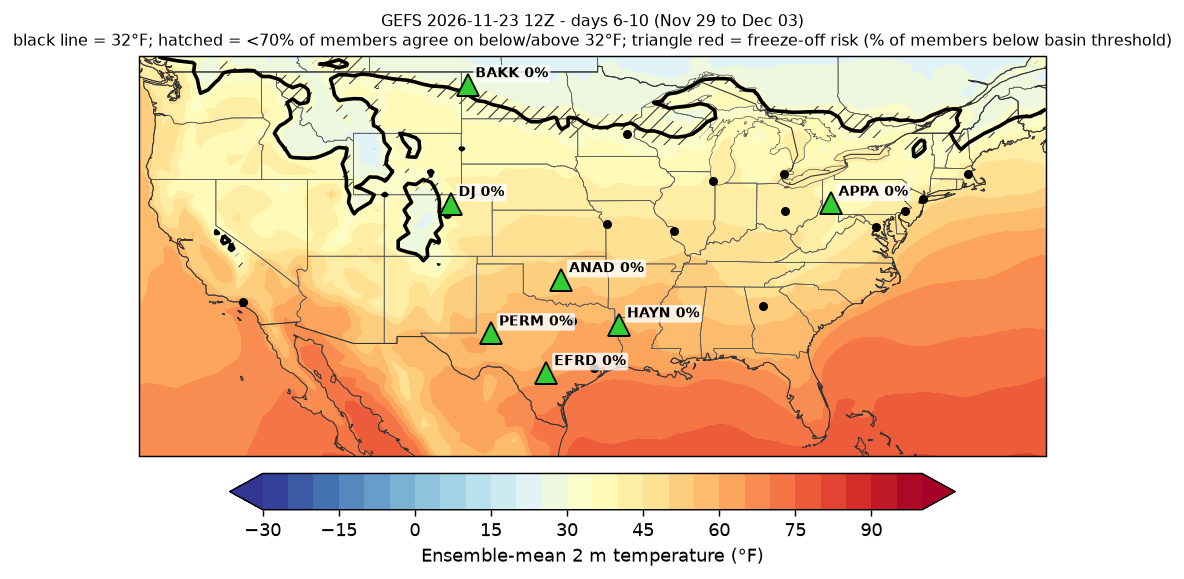 GEFS 2026-11-23 12Z - days 6-10 (Nov 29 to Dec 03)
black line = 32°F; hatched = <70% of members agree on below/above 32°F; triangle red = freeze-off risk (% of members below basin threshold)
BAKK 0%
DJ 0%
APPA 0%
ANAD 0%
HAYN 0%
PERM 0%
EFRD 0%
−30 −15 0 15 30 45 60 75 90
Ensemble-mean 2 m temperature (°F)